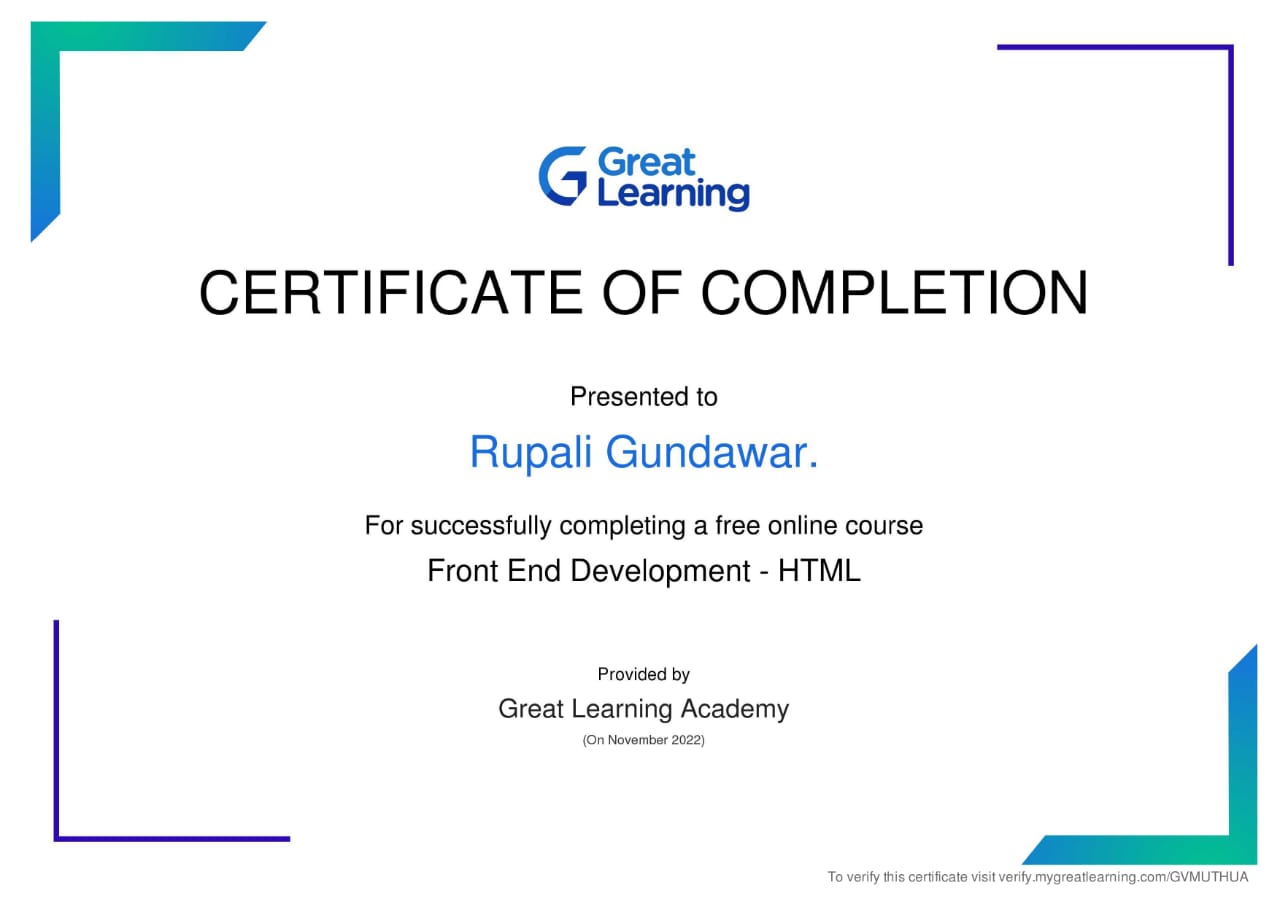 Great
Learning
CERTIFICATE OF COMPLETION
Presented to
Rupali Gundawar.
For successfully completing a free online course
Front End Development - HTML
Provided by
Great Learning Academy
(On November 2022)
To verify this certificate visit verify.mygreatlearning.com/GVMUTHUA